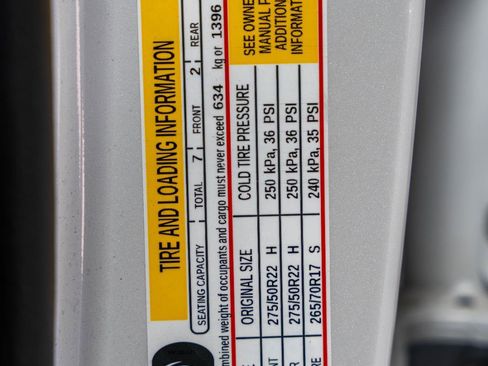 TIRE AND LOADING INFORMATION
SEATING CAPACITY TOTAL 7 FRONT 2 REAR
mbined weight of occupants and cargo must never exceed 634 kg or 1396
ORIGINAL SIZE COLD TIRE PRESSURE SEE OWNE
MANUAL F
ADDITION
INFORMAT
NT 275/50R22 H 250 kPa, 36 PSI
R 275/50R22 H 250 kPa, 36 PSI
RE 265/70R17 S 240 kPa, 35 PSI